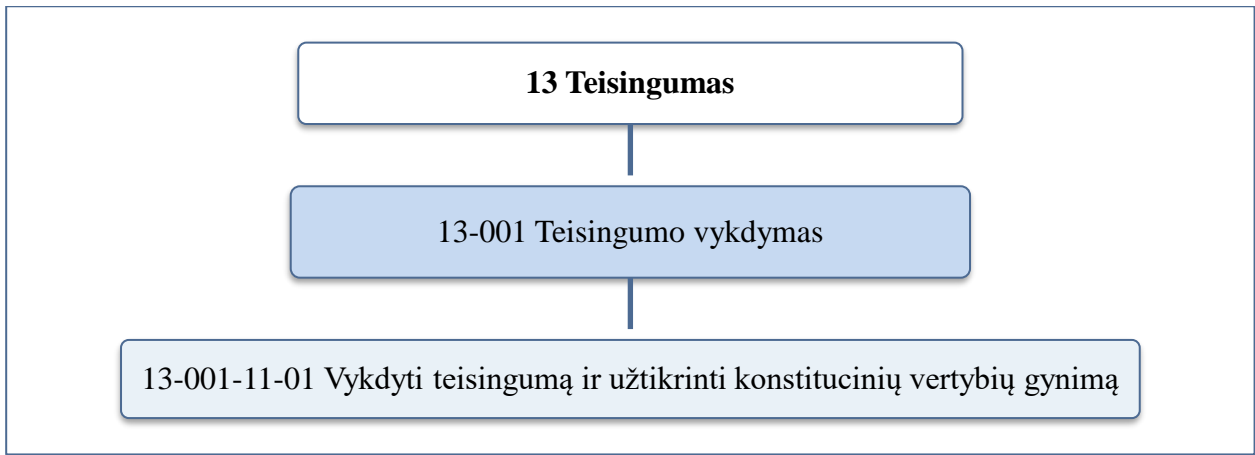 13 Teisingumas
13-001 Teisingumo vykdymas
13-001-11-01 Vykdyti teisingumą ir užtikrinti konstitucinių vertybių gynimą